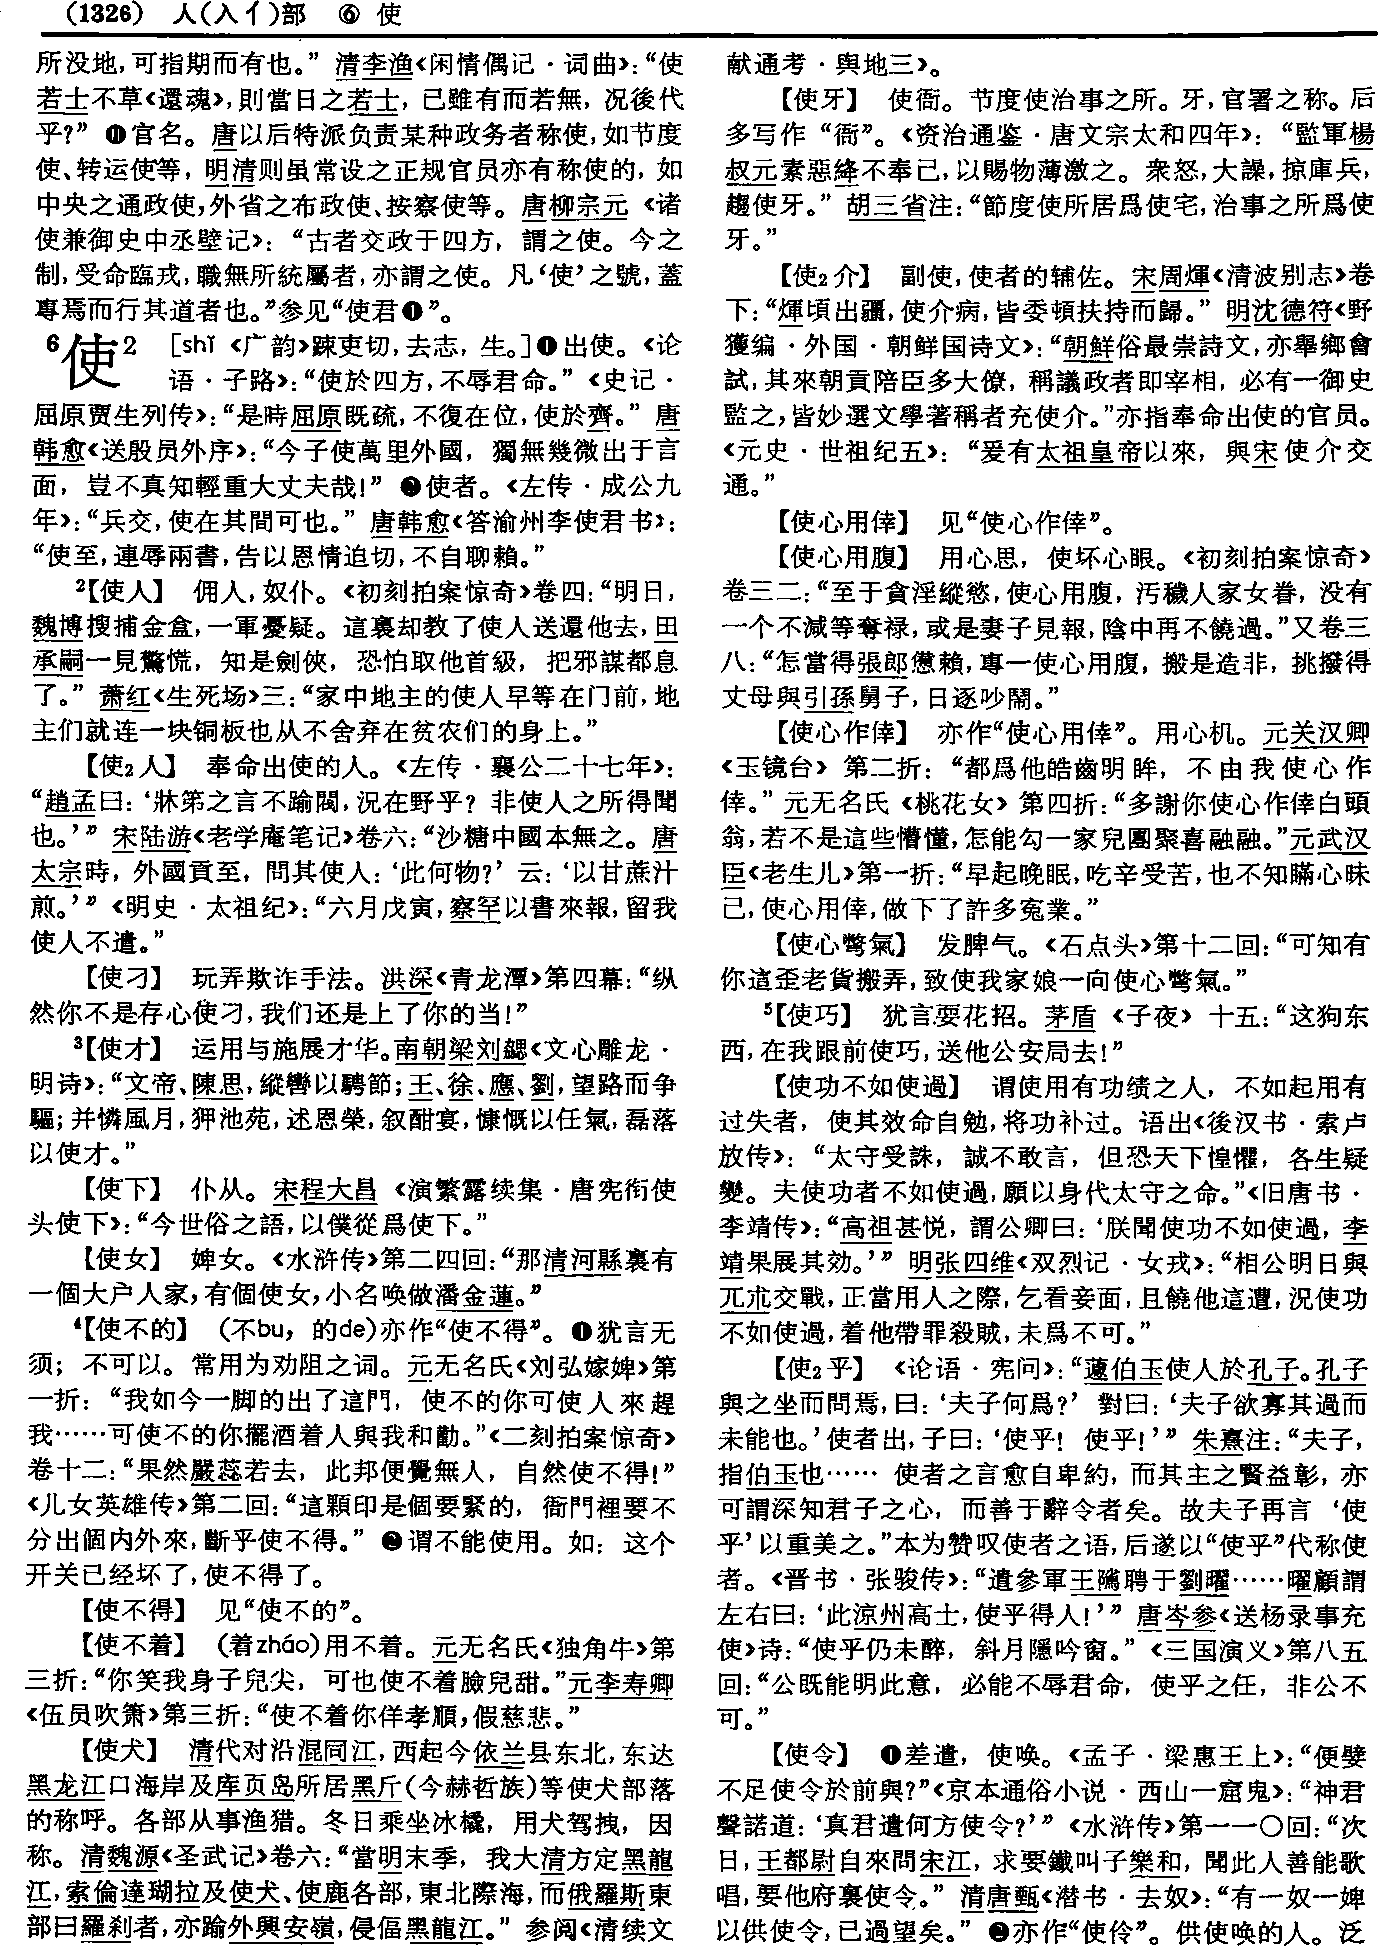 (1326) 人(入亻)部 ⑥ 使
所没地,可指期而有也。” 清李渔《闲情偶记·词曲》:“使
若士不草《還魂》,則當日之若士,已雖有而若無,况後代
乎?” ❶官名。唐以后特派负责某种政务者称使,如节度
使、转运使等,明清则虽常设之正规官员亦有称使的,如
中央之通政使,外省之布政使、按察使等。唐柳宗元《诸
使兼御史中丞壁记》:“古者交政于四方,謂之使。今之
制,受命臨戎,職無所統屬者,亦謂之使。凡‘使’之號,蓋
專焉而行其道者也。”参见“使君❶”。
6使2 [shǐ 《广韵》踈吏切,去志,生。]❶出使。《论
语·子路》:“使於四方,不辱君命。”《史记·
屈原贾生列传》:“是時屈原既疏,不復在位,使於齊。” 唐
韩愈《送殷员外序》:“今子使萬里外國,獨無幾微出于言
面,豈不真知輕重大丈夫哉!” ❷使者。《左传·成公九
年》:“兵交,使在其間可也。” 唐韩愈《答渝州李使君书》:
“使至,連辱兩書,告以恩情迫切,不自聊賴。”
2【使人】 佣人,奴仆。《初刻拍案惊奇》卷四:“明日,
魏博搜捕金盒,一軍憂疑。這裏却教了使人送還他去,田
承嗣一見驚慌,知是劍俠,恐怕取他首級,把邪謀都息
了。” 萧红《生死场》三:“家中地主的使人早等在门前,地
主们就连一块铜板也从不舍弃在贫农们的身上。”
【使2人】 奉命出使的人。《左传·襄公二十七年》:
“趙孟曰:‘牀笫之言不踰閾,況在野乎?非使人之所得聞
也。’” 宋陆游《老学庵笔记》卷六:“沙糖中國本無之。唐
太宗時,外國貢至,問其使人:‘此何物?’云:‘以甘蔗汁
煎。’”《明史·太祖纪》:“六月戊寅,察罕以書來報,留我
使人不遣。”
【使刁】 玩弄欺诈手法。洪深《青龙潭》第四幕:“纵
然你不是存心使刁,我们还是上了你的当!”
3【使才】 运用与施展才华。南朝梁刘勰《文心雕龙·
明诗》:“文帝、陳思,縱轡以騁節;王、徐、應、劉,望路而争
驅;并憐風月,狎池苑,述恩榮,叙酣宴,慷慨以任氣,磊落
以使才。”
【使下】 仆从。宋程大昌《演繁露续集·唐宪衔使
头使下》:“今世俗之語,以僕從爲使下。”
【使女】 婢女。《水浒传》第二四回:“那清河縣裏有
一個大户人家,有個使女,小名唤做潘金蓮。”
4【使不的】 (不bu,的de)亦作“使不得”。❶犹言无
须;不可以。常用为劝阻之词。元无名氏《刘弘嫁婢》第
一折:“我如今一脚的出了這門,使不的你可使人來趕
我……可使不的你擺酒着人與我和勸。”《二刻拍案惊奇》
卷十二:“果然嚴蕊若去,此邦便覺無人,自然使不得!”
《儿女英雄传》第二回:“這顆印是個要緊的,衙門裡要不
分出個内外來,斷乎使不得。” ❷谓不能使用。如:这个
开关已经坏了,使不得了。
【使不得】 见“使不的”。
【使不着】 (着zháo)用不着。元无名氏《独角牛》第
三折:“你笑我身子兒尖,可也使不着臉兒甜。”元李寿卿
《伍员吹箫》第三折:“使不着你佯孝順,假慈悲。”
【使犬】 清代对沿混同江,西起今依兰县东北,东达
黑龙江口海岸及库页岛所居黑斤(今赫哲族)等使犬部落
的称呼。各部从事渔猎。冬日乘坐冰橇,用犬驾拽,因
称。清魏源《圣武记》卷六:“當明末季,我大清方定黑龍
江,索倫達瑚拉及使犬、使鹿各部,東北際海,而俄羅斯東
部曰羅刹者,亦踰外興安嶺,侵偪黑龍江。” 参阅《清续文
献通考·舆地三》。
【使牙】 使衙。节度使治事之所。牙,官署之称。后
多写作“衙”。《资治通鉴·唐文宗太和四年》:“監軍楊
叔元素惡絳不奉己,以賜物薄激之。衆怒,大譟,掠庫兵,
趨使牙。” 胡三省注:“節度使所居爲使宅,治事之所爲使
牙。”
【使2介】 副使,使者的辅佐。宋周煇《清波别志》卷
下:“煇頃出疆,使介病,皆委頓扶持而歸。” 明沈德符《野
獲编·外国·朝鲜国诗文》:“朝鮮俗最崇詩文,亦舉鄉會
試,其來朝貢陪臣多大僚,稱議政者即宰相,必有一御史
監之,皆妙選文學著稱者充使介。”亦指奉命出使的官员。
《元史·世祖纪五》:“爰有太祖皇帝以來,與宋使介交
通。”
【使心用倖】 见“使心作倖”。
【使心用腹】 用心思,使坏心眼。《初刻拍案惊奇》
卷三二:“至于貪淫縱慾,使心用腹,污穢人家女眷,没有
一个不減等奪禄,或是妻子見報,陰中再不饒過。”又卷三
八:“怎當得張郎憊賴,專一使心用腹,搬是造非,挑撥得
丈母與引孫舅子,日逐吵鬧。”
【使心作倖】 亦作“使心用倖”。用心机。元关汉卿
《玉镜台》第二折:“都爲他皓齒明眸,不由我使心作
倖。” 元无名氏《桃花女》第四折:“多謝你使心作倖白頭
翁,若不是這些懵懂,怎能勾一家兒團聚喜融融。”元武汉
臣《老生儿》第一折:“早起晚眠,吃辛受苦,也不知瞞心昧
己,使心用倖,做下了許多寃業。”
【使心彆氣】 发脾气。《石点头》第十二回:“可知有
你這歪老貨搬弄,致使我家娘一向使心彆氣。”
5【使巧】 犹言耍花招。茅盾《子夜》十五:“这狗东
西,在我跟前使巧,送他公安局去!”
【使功不如使過】 谓使用有功绩之人,不如起用有
过失者,使其效命自勉,将功补过。语出《後汉书·索卢
放传》:“太守受誅,誠不敢言,但恐天下惶懼,各生疑
變。夫使功者不如使過,願以身代太守之命。”《旧唐书·
李靖传》:“高祖甚悦,謂公卿曰:‘朕聞使功不如使過,李
靖果展其効。’” 明张四维《双烈记·女戎》:“相公明日與
兀朮交戰,正當用人之際,乞看妾面,且饒他這遭,況使功
不如使過,着他帶罪殺賊,未爲不可。”
【使2乎】 《论语·宪问》:“蘧伯玉使人於孔子。孔子
與之坐而問焉,曰:‘夫子何爲?’對曰:‘夫子欲寡其過而
未能也。’使者出,子曰:‘使乎!使乎!’” 朱熹注:“夫子,
指伯玉也…… 使者之言愈自卑約,而其主之賢益彰,亦
可謂深知君子之心,而善于辭令者矣。故夫子再言‘使
乎’以重美之。”本为赞叹使者之语,后遂以“使乎”代称使
者。《晋书·张骏传》:“遣參軍王隲聘于劉曜……曜顧謂
左右曰:‘此涼州高士,使乎得人!’” 唐岑参《送杨录事充
使》诗:“使乎仍未醉,斜月隱吟窗。”《三国演义》第八五
回:“公既能明此意,必能不辱君命,使乎之任,非公不
可。”
【使令】 ❶差遣,使唤。《孟子·梁惠王上》:“便嬖
不足使令於前與?”《京本通俗小说·西山一窟鬼》:“神君
聲諾道:‘真君遣何方使令?’”《水浒传》第一一〇回:“次
日,王都尉自來問宋江,求要鐵叫子樂和,聞此人善能歌
唱,要他府裏使令。” 清唐甄《潜书·去奴》:“有一奴一婢
以供使令,已過望矣。” ❷亦作“使伶”。供使唤的人。泛